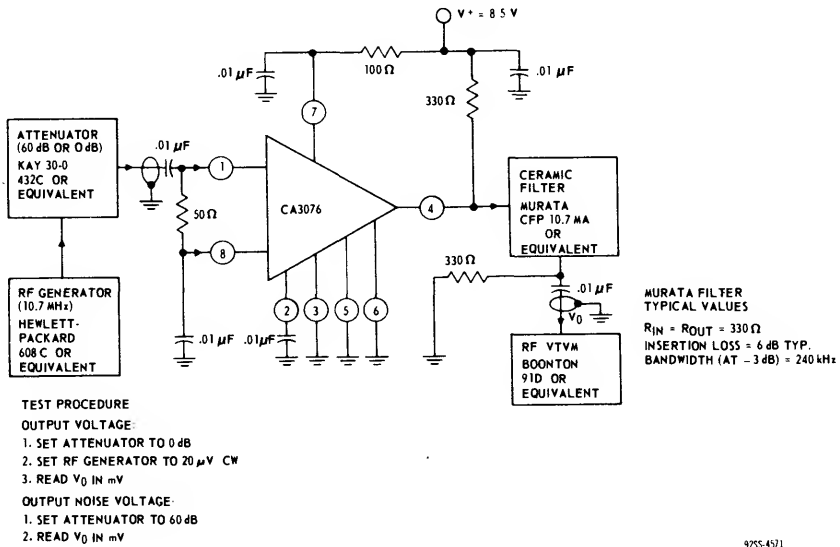 V+ = 8 5 V
.01 µF
100 Ω
.01 µF
330 Ω
7
ATTENUATOR
(60 dB OR 0 dB)
KAY 30-0
432C OR
EQUIVALENT
.01 µF
1
50 Ω
CA3076
4
CERAMIC
FILTER
MURATA
CFP 10.7 MA
OR
EQUIVALENT
8
330 Ω
RF GENERATOR
(10.7 MHz)
HEWLETT-
PACKARD
608 C OR
EQUIVALENT
2
3
5
6
.01 µF
.01 µF
.01 µF
V0
RF VTVM
BOONTON
91D OR
EQUIVALENT
MURATA FILTER
TYPICAL VALUES
RIN = ROUT = 330 Ω
INSERTION LOSS = 6 dB TYP.
BANDWIDTH (AT -3 dB) = 240 kHz
TEST PROCEDURE
OUTPUT VOLTAGE:
1. SET ATTENUATOR TO 0 dB
2. SET RF GENERATOR TO 20 µV CW
3. READ V0 IN mV
OUTPUT NOISE VOLTAGE:
1. SET ATTENUATOR TO 60 dB
2. READ V0 IN mV
92SS-4571